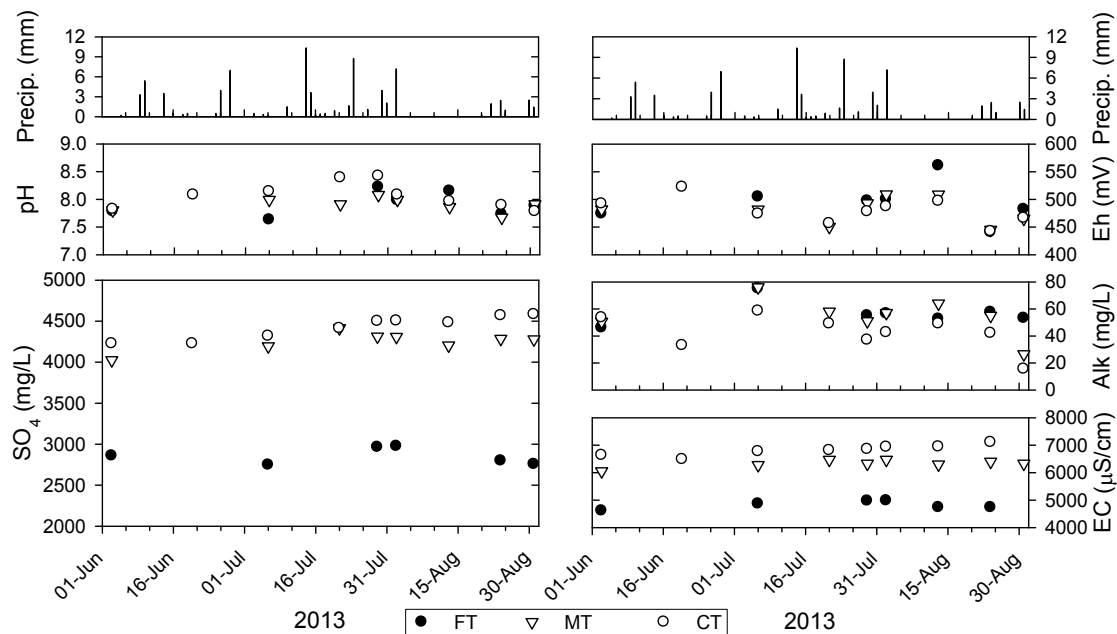 Precip. (mm)
12
9
6
3
0
12
9
6
3
0
Precip. (mm)
pH
9.0
8.5
8.0
7.5
7.0
600
550
500
450
400
Eh (mV)
SO4 (mg/L)
5000
4500
4000
3500
3000
2500
2000
80
60
40
20
0
Alk (mg/L)
8000
7000
6000
5000
4000
EC (µS/cm)
01-Jun
16-Jun
01-Jul
16-Jul
31-Jul
15-Aug
30-Aug
01-Jun
16-Jun
01-Jul
16-Jul
31-Jul
15-Aug
30-Aug
2013
FT MT CT
2013